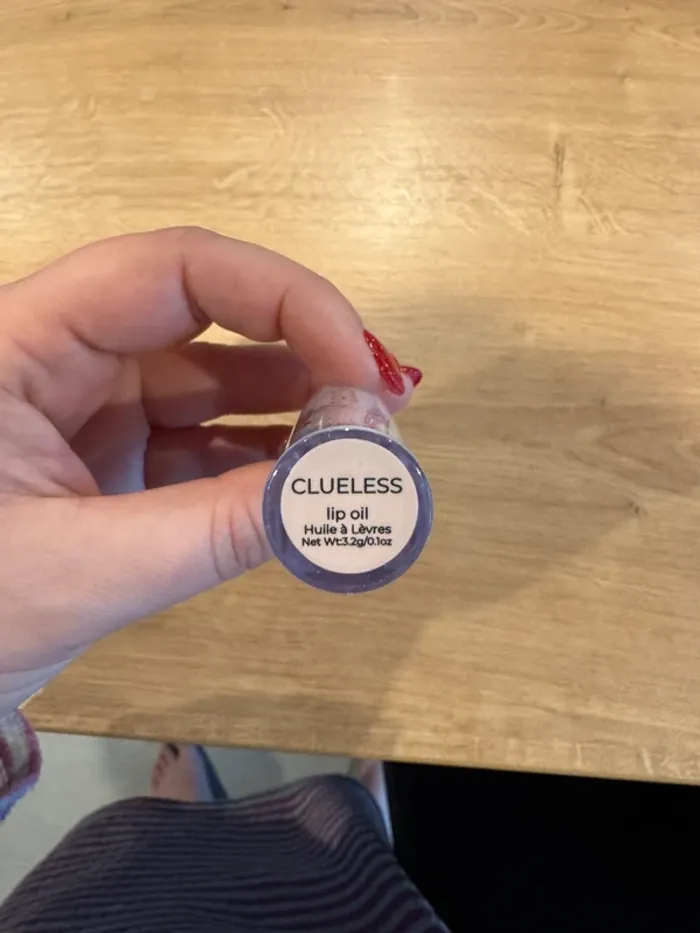 CLUELESS
lip oil
Huile à Lèvres
Net Wt:3.2g/0.1oz